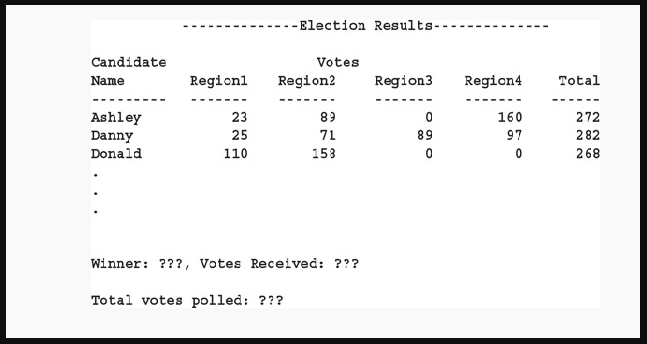 --------------Election Results--------------
Candidate Votes
Name Region1 Region2 Region3 Region4 Total
--------- ------- ------- ------- ------- ------
Ashley 23 89 0 160 272
Danny 25 71 89 97 282
Donald 110 158 0 0 268
.
.
.
Winner: ???, Votes Received: ???
Total votes polled: ???